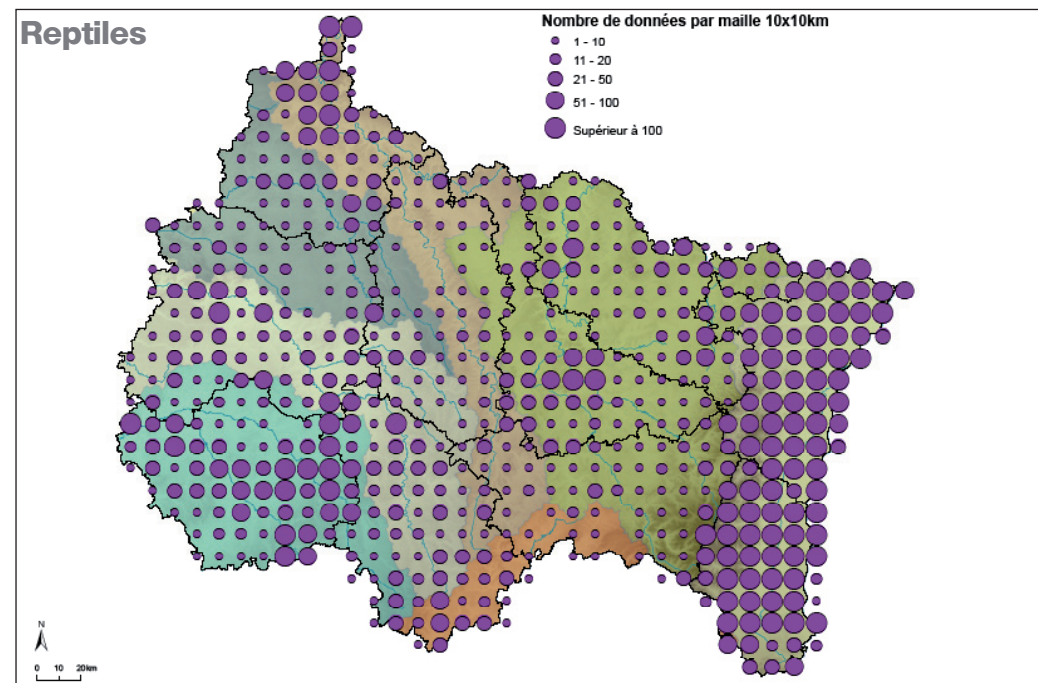 Reptiles
Nombre de données par maille 10x10km
1 - 10
11 - 20
21 - 50
51 - 100
Supérieur à 100
N
0 10 20km